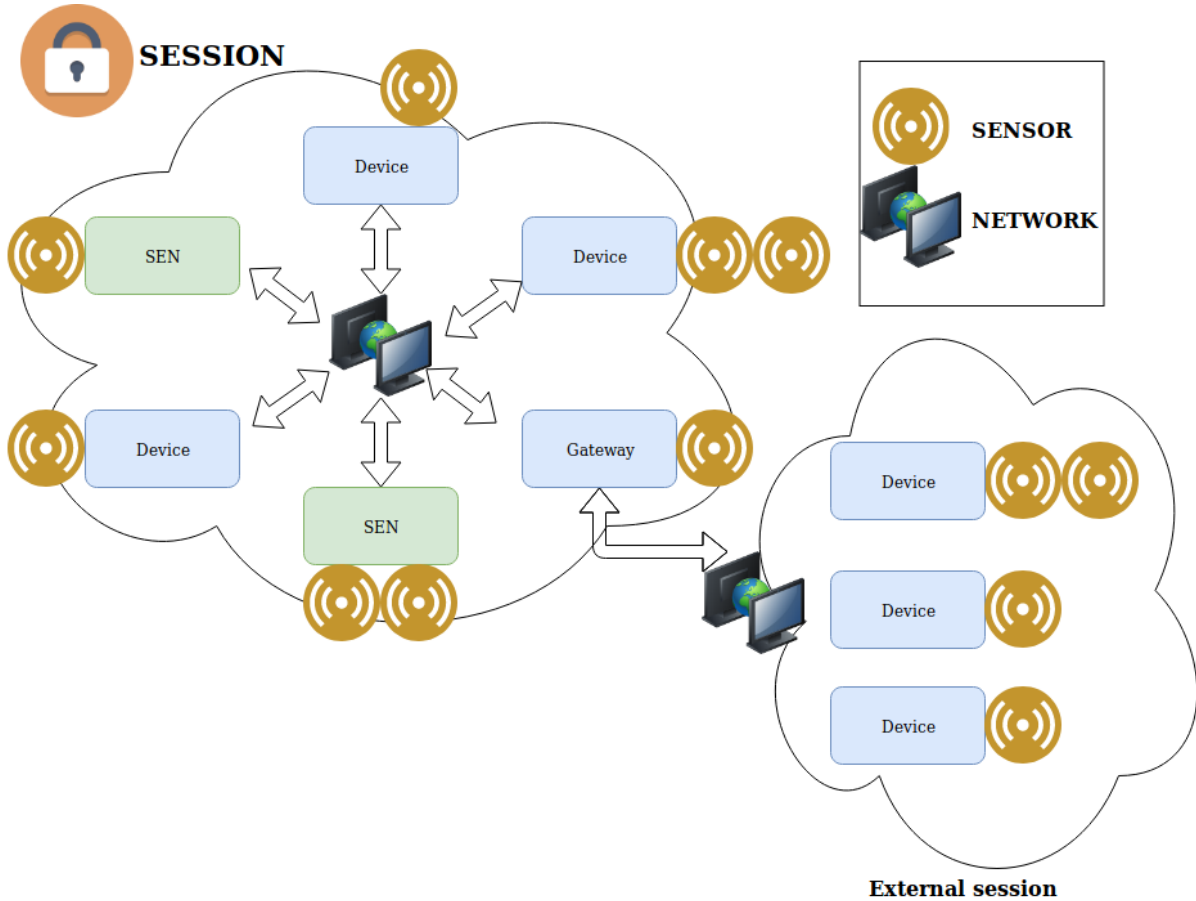 SESSION
Device
SENSOR
NETWORK
SEN
Device
Device
Gateway
SEN
Device
Device
Device
External session